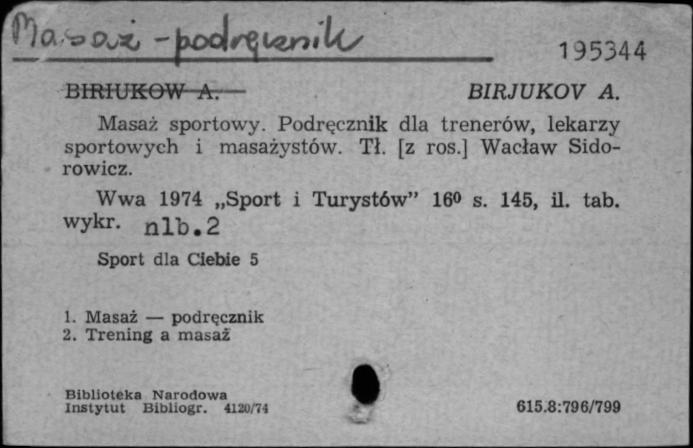 Masaż - podręcznik
195344
BIRIUKOW A. BIRJUKOV A.
Masaż sportowy. Podręcznik dla trenerów, lekarzy
sportowych i masażystów. Tł. [z ros.] Wacław Sido-
rowicz.
Wwa 1974 „Sport i Turystów” 16⁰ s. 145, il. tab.
wykr. nlb.2
Sport dla Ciebie 5
1. Masaż — podręcznik
2. Trening a masaż
Biblioteka Narodowa
Instytut Bibliogr. 4120/74
615.8:796/799